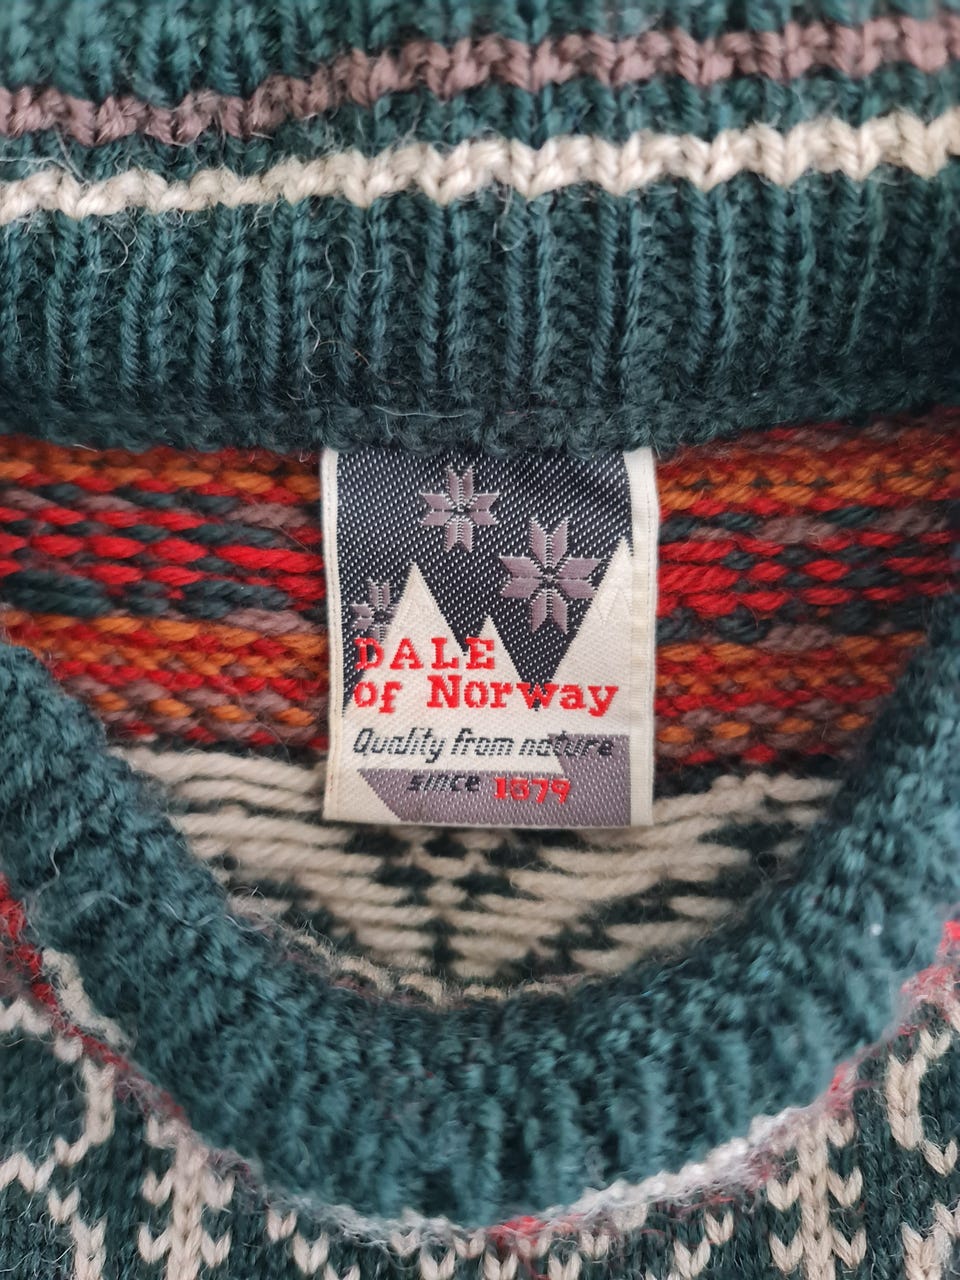 DALE
of Norway
Quality from nature
since 1879